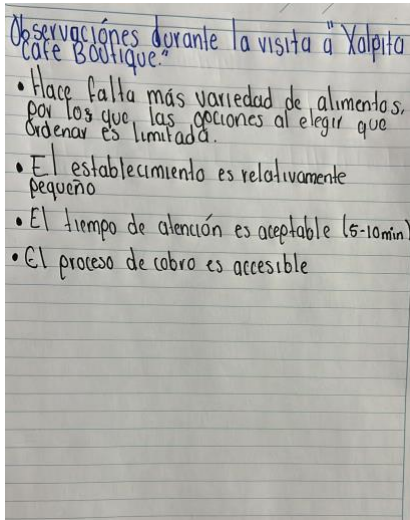 Observaciones durante la visita a "Xalpita
Café Boutique."
• Hace falta más variedad de alimentos,
por los que, las opciones al elegir que
ordenar es limitada.
• El establecimiento es relativamente
pequeño
• El tiempo de atención es aceptable (5-10min)
• El proceso de cobro es accesible